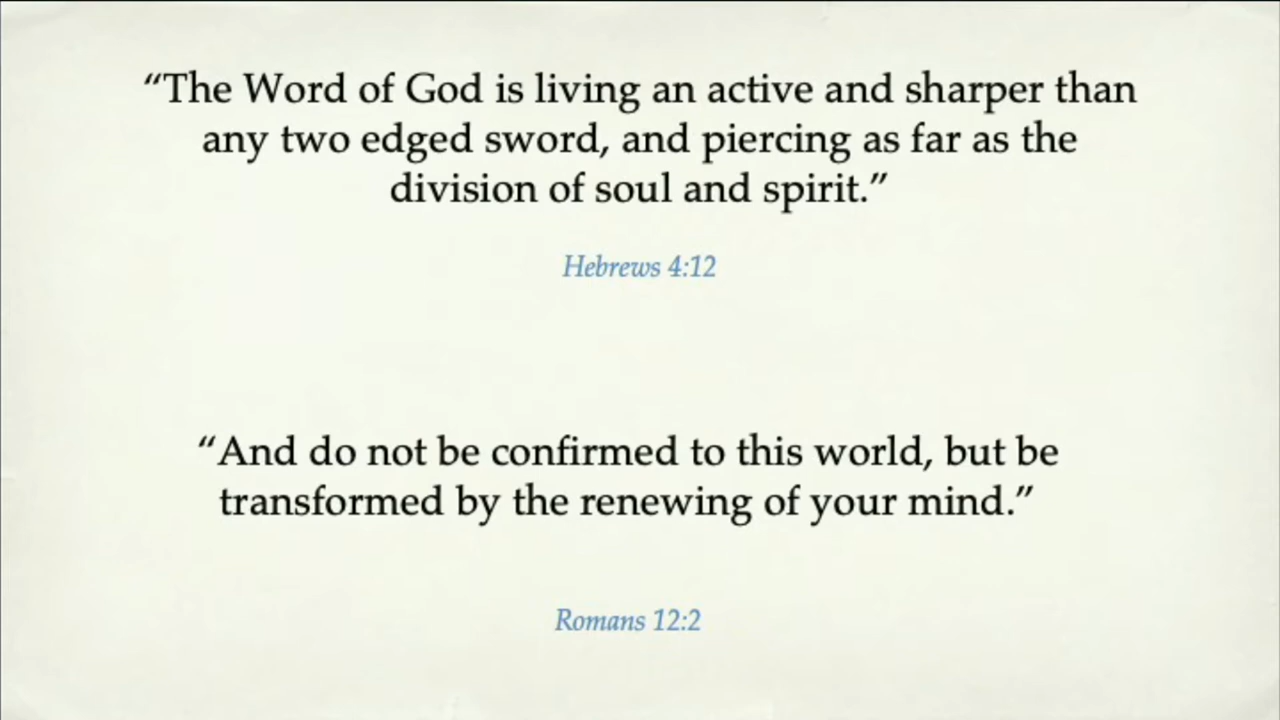 “The Word of God is living an active and sharper than
any two edged sword, and piercing as far as the
division of soul and spirit.”
Hebrews 4:12
“And do not be confirmed to this world, but be
transformed by the renewing of your mind.”
Romans 12:2